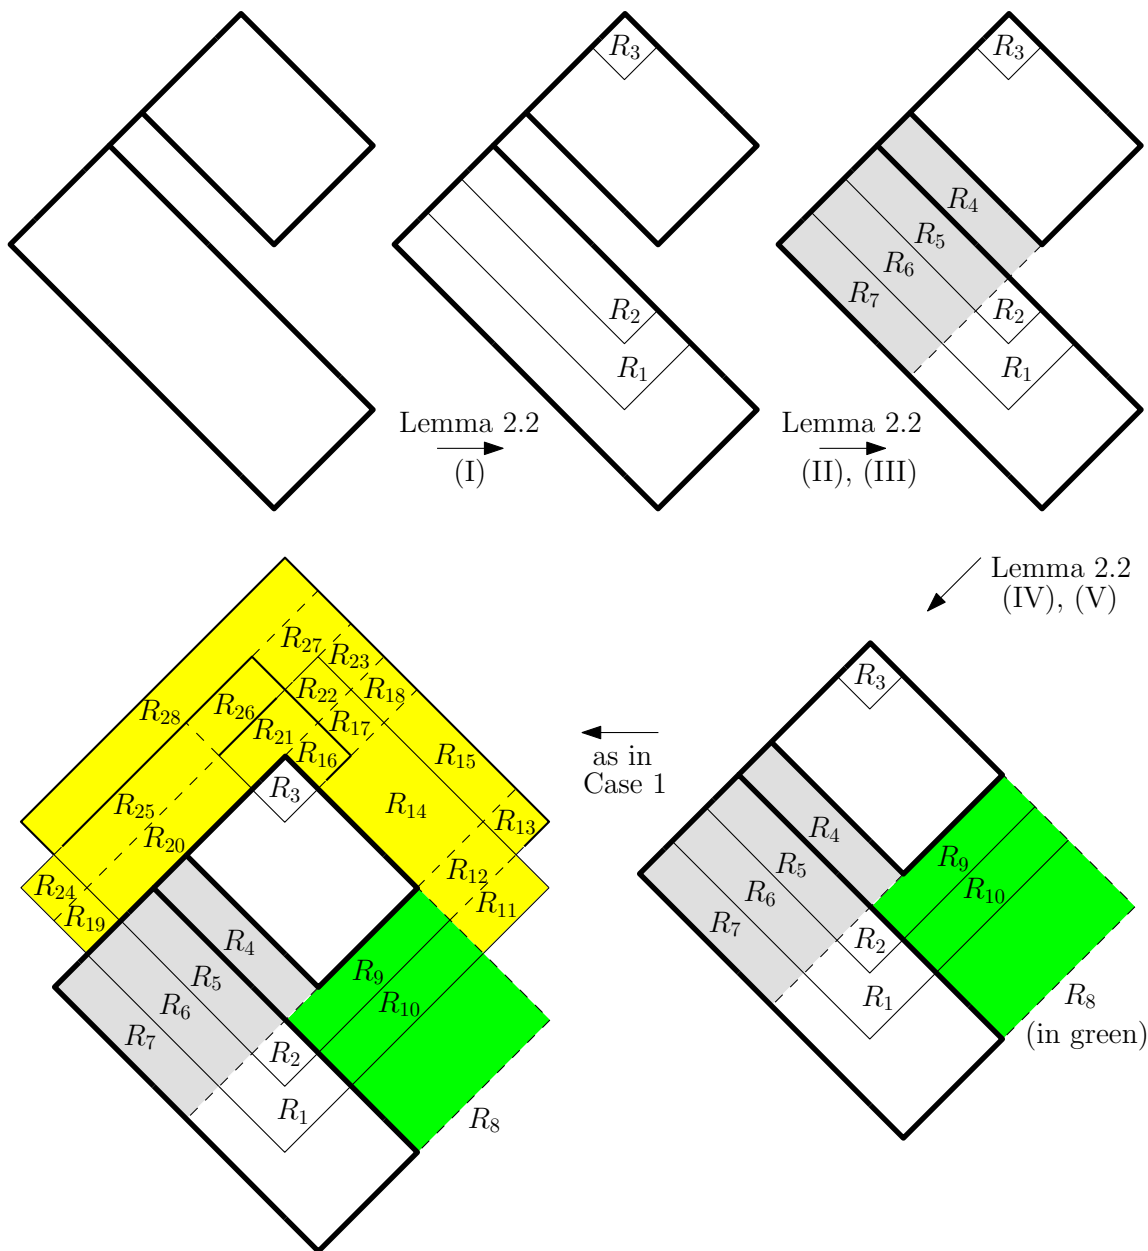 R₃
R₂
R₁
Lemma 2.2
(I)
R₃
R₄
R₅
R₆
R₇
R₂
R₁
Lemma 2.2
(II), (III)
Lemma 2.2
(IV), (V)
R₃
R₄
R₅
R₉
R₆
R₁₀
R₇
R₂
R₁
R₈
(in green)
as in
Case 1
R₂₇
R₂₃
R₂₂
R₁₈
R₂₈
R₂₆
R₂₁
R₁₇
R₁₆
R₁₅
R₃
R₂₅
R₁₄
R₁₃
R₂₀
R₁₂
R₂₄
R₁₉
R₁₁
R₄
R₅
R₉
R₆
R₁₀
R₇
R₂
R₁
R₈